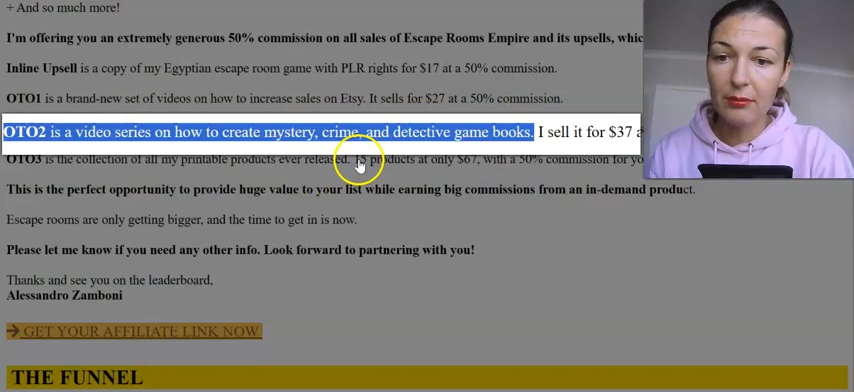 + And so much more!
I'm offering you an extremely generous 50% commission on all sales of Escape Rooms Empire and its upsells, whic
Inline Upsell is a copy of my Egyptian escape room game with PLR rights for $17 at a 50% commission.
OTO1 is a brand-new set of videos on how to increase sales on Etsy. It sells for $27 at a 50% commission.
OTO2 is a video series on how to create mystery, crime, and detective game books. I sell it for $37 a
OTO3 is the collection of all my printable products ever released. products at only $67, with a 50% commission for yo
This is the perfect opportunity to provide huge value to your list while earning big commissions from an in-demand product.
Escape rooms are only getting bigger, and the time to get in is now.
Please let me know if you need any other info. Look forward to partnering with you!
Thanks and see you on the leaderboard,
Alessandro Zamboni
→ GET YOUR AFFILIATE LINK NOW
THE FUNNEL